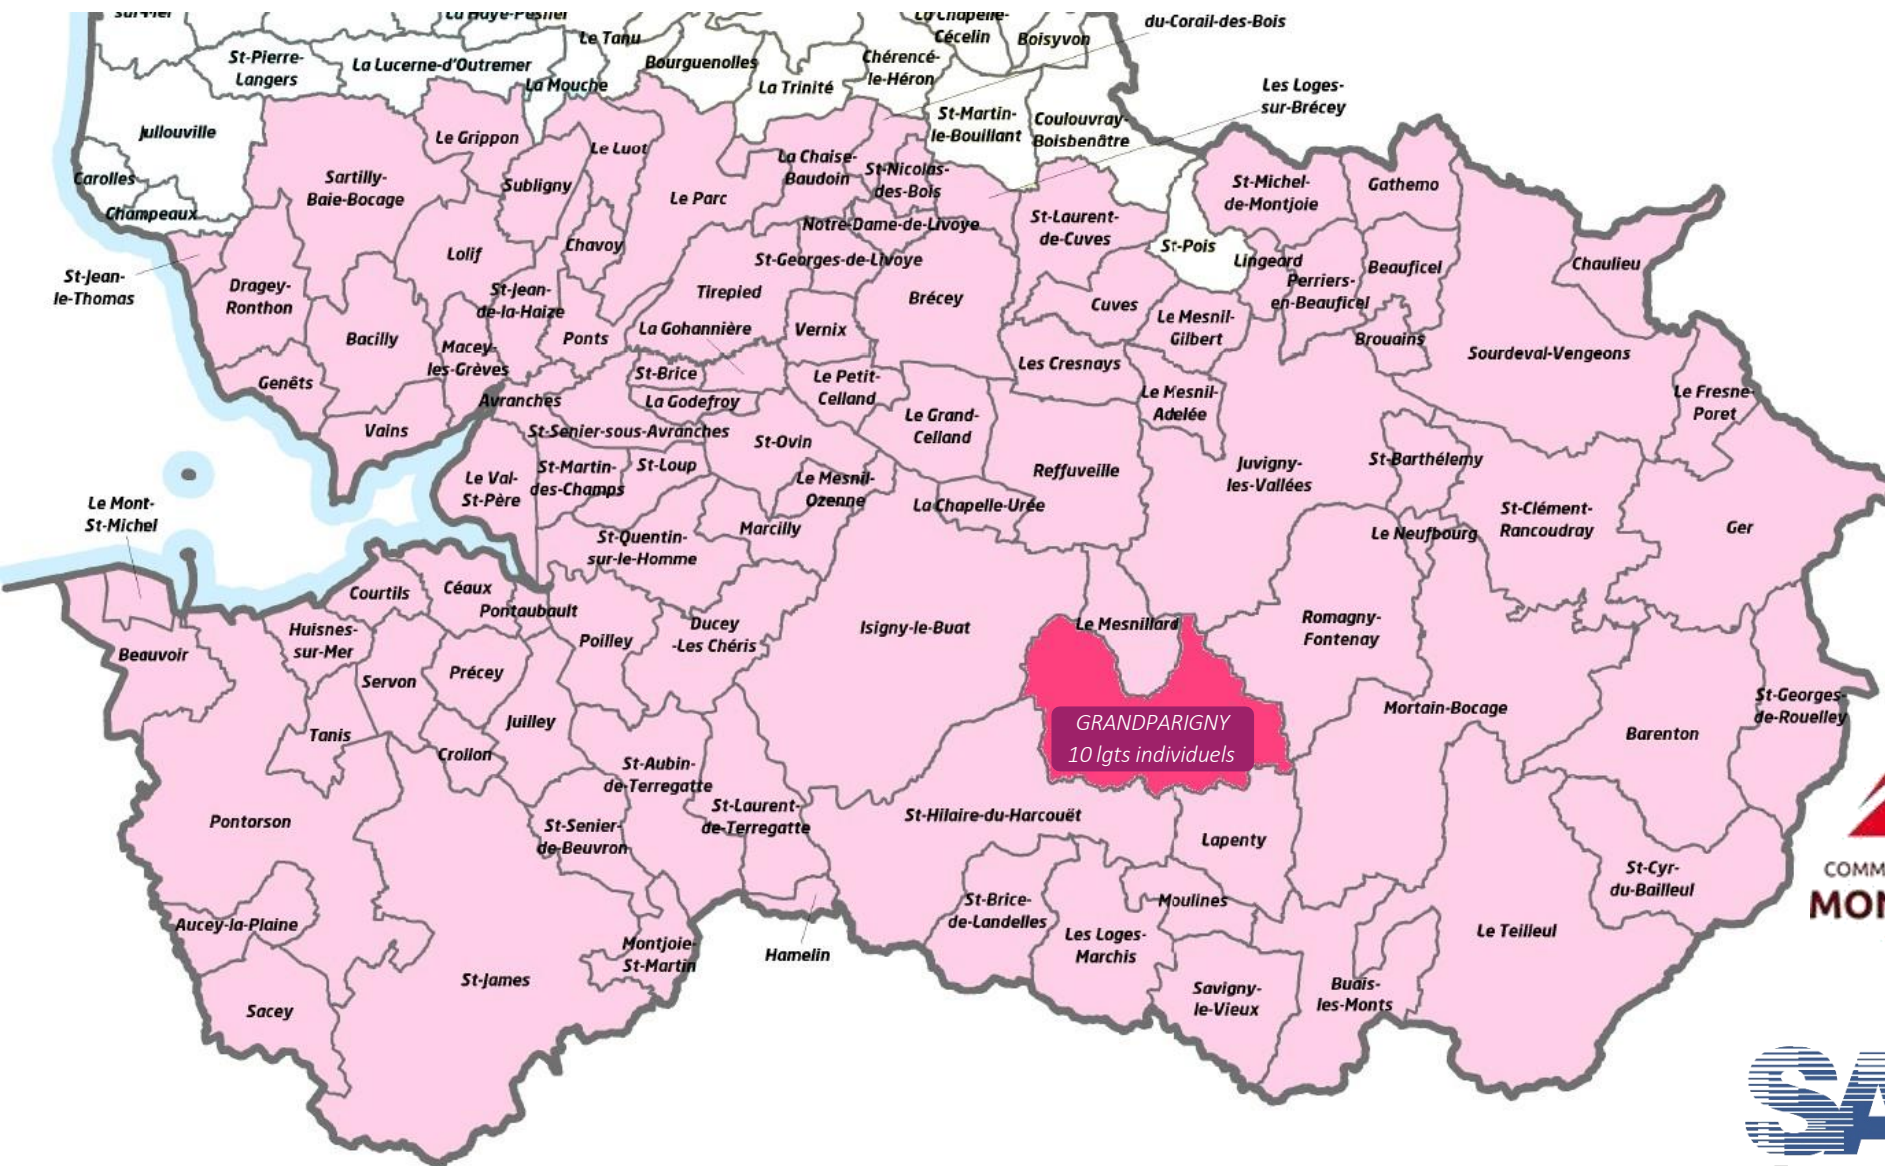 La Haye-Pesnel
Le Tanu
La Chapelle-
Cécelin
Boisyvon
du-Corail-des-Bois
St-Pierre-
Langers
La Lucerne-d'Outremer
La Mouche
Bourguenolles
La Trinité
Chérencé-
le-Héron
Les Loges-
sur-Brécey
St-Martin-
le-Bouillant
Coulouvray-
Boisbenâtre
Jullouville
Le Grippon
Le Luot
La Chaise-
Baudoin
St-Nicolas-
des-Bois
Carolles
Champeaux
Sartilly-
Baie-Bocage
Subligny
Le Parc
St-Michel-
de-Montjoie
Gathemo
Notre-Dame-de-Livoye
St-Laurent-
de-Cuves
St-Pois
Lingeard
Lolif
Chavoy
St-Georges-de-Livoye
Beauficel
Chaulieu
St-Jean-
le-Thomas
Dragey-
Ronthon
St-Jean-
de-la-Haize
Tirepied
Brécey
Cuves
Perriers-
en-Beauficel
Bacilly
Macey-
les-Grèves
Ponts
La Gohannière
Vernix
Le Mesnil-
Gilbert
Brouains
Sourdeval-Vengeons
Genêts
St-Brice
Le Petit-
Celland
Les Cresnays
Le Mesnil-
Adelée
Le Fresne-
Poret
Avranches
La Godefroy
Le Grand-
Celland
Vains
St-Senier-sous-Avranches
St-Ovin
St-Barthélemy
Le Val-
St-Père
St-Martin-
des-Champs
St-Loup
Le Mesnil-
Ozenne
Reffuveille
Juvigny-
les-Vallées
Le Mont-
St-Michel
La Chapelle-Urée
St-Clément-
Rancoudray
St-Quentin-
sur-le-Homme
Marcilly
Le Neufbourg
Ger
Courtils
Céaux
Pontaubault
Huisnes-
sur-Mer
Poilley
Ducey
-Les Chéris
Isigny-le-Buat
Le Mesnillard
Romagny-
Fontenay
Beauvoir
Servon
Précey
St-Georges-
de-Rouelley
Tanis
Juilley
GRANDPARIGNY
10 lgts individuels
Mortain-Bocage
Barenton
Crollon
St-Aubin-
de-Terregatte
Pontorson
St-Senier-
de-Beuvron
St-Laurent-
de-Terregatte
St-Hilaire-du-Harcouët
Lapenty
St-Cyr-
du-Bailleul
COMM
MON
Aucey-la-Plaine
St-Brice-
de-Landelles
Moulines
Le Teilleul
Montjoie-
St-Martin
Hamelin
Les Loges-
Marchis
St-James
Sacey
Savigny-
le-Vieux
Buais-
les-Monts
SA